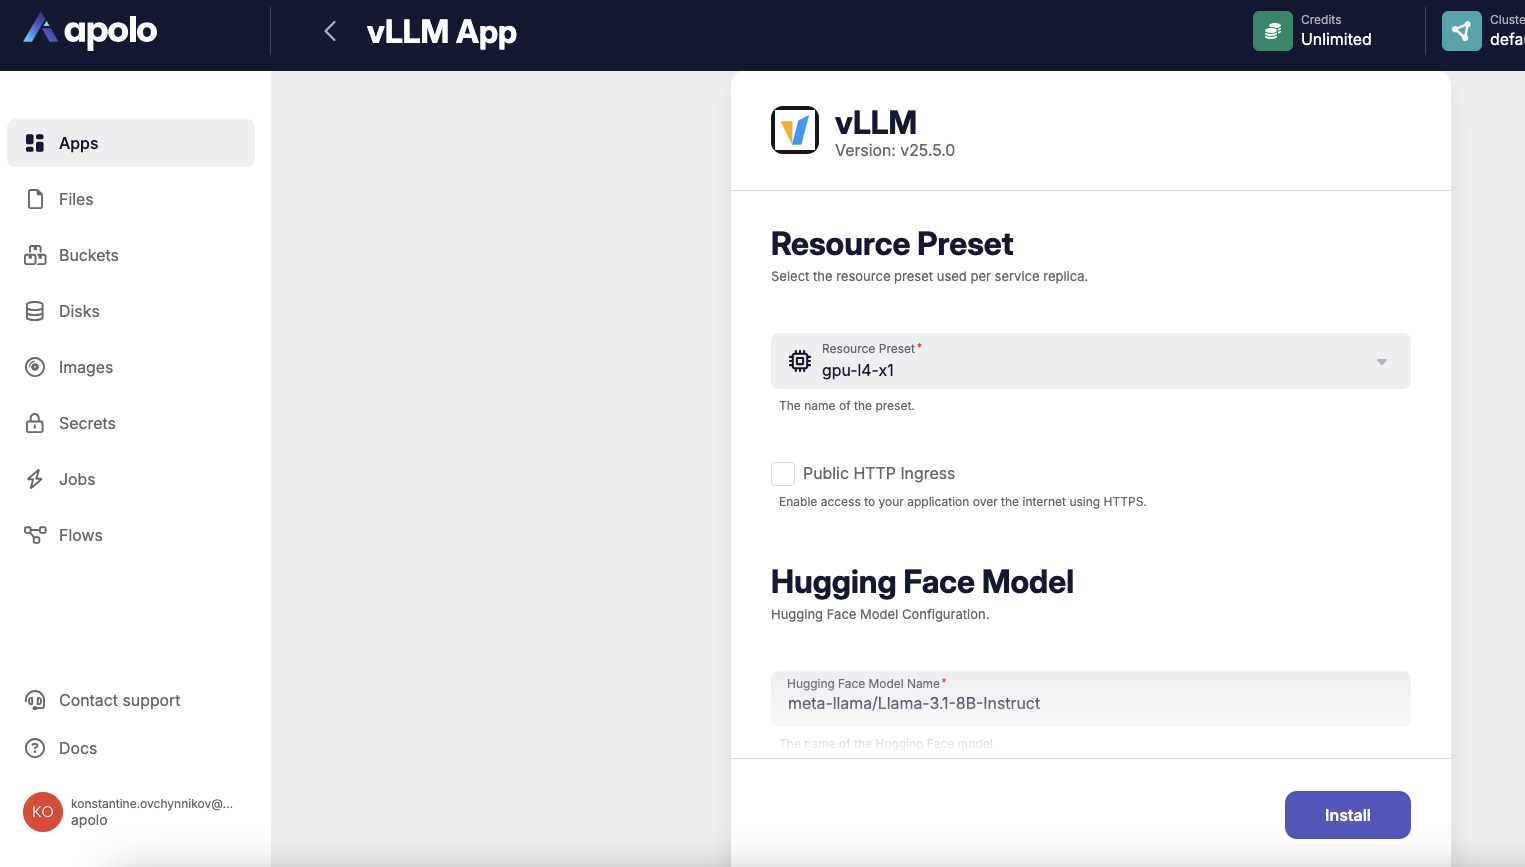 apolo
vLLM App
Credits
Unlimited
Cluste
defau
Apps
Files
Buckets
Disks
Images
Secrets
Jobs
Flows
Contact support
Docs
KO
konstantine.ovchynnikov@...
apolo
vLLM
Version: v25.5.0
Resource Preset
Select the resource preset used per service replica.
Resource Preset*
gpu-l4-x1
The name of the preset.
Public HTTP Ingress
Enable access to your application over the internet using HTTPS.
Hugging Face Model
Hugging Face Model Configuration.
Hugging Face Model Name*
meta-llama/Llama-3.1-8B-Instruct
The name of the Hugging Face model.
Install